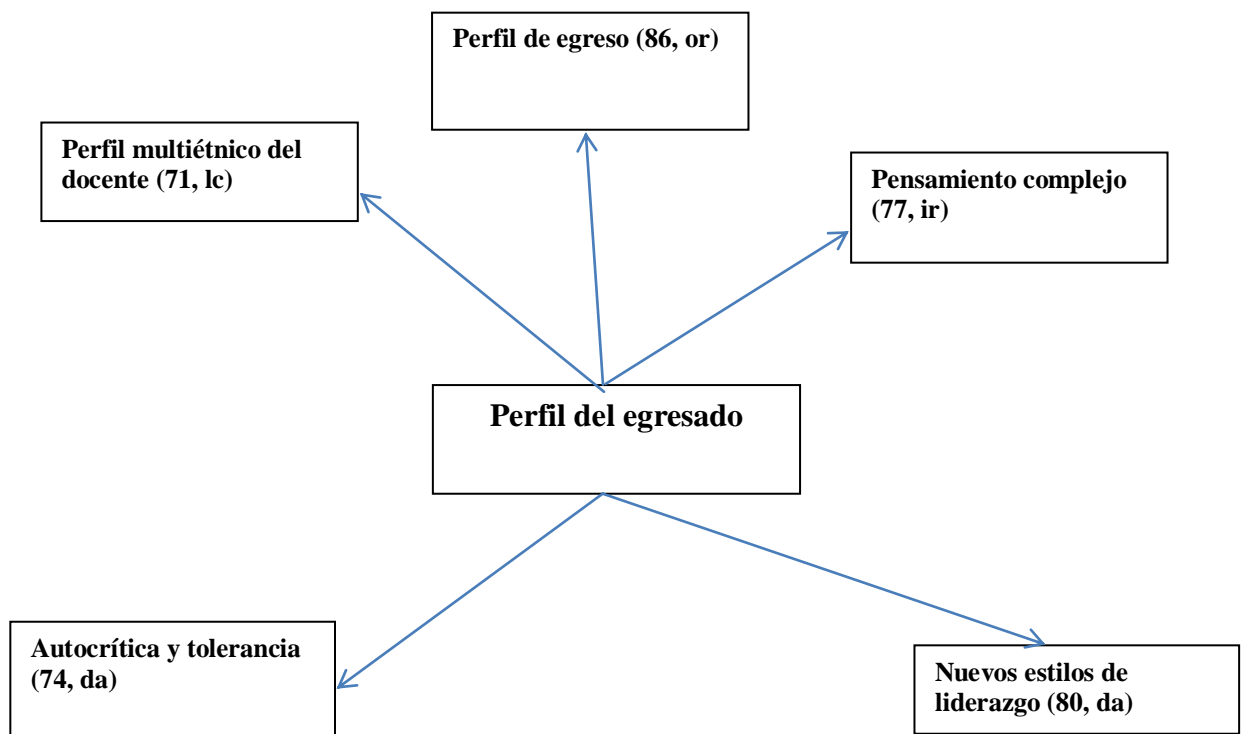 Perfil de egreso (86, or)
Perfil multiétnico del
docente (71, lc)
Pensamiento complejo
(77, ir)
Perfil del egresado
Autocrítica y tolerancia
(74, da)
Nuevos estilos de
liderazgo (80, da)